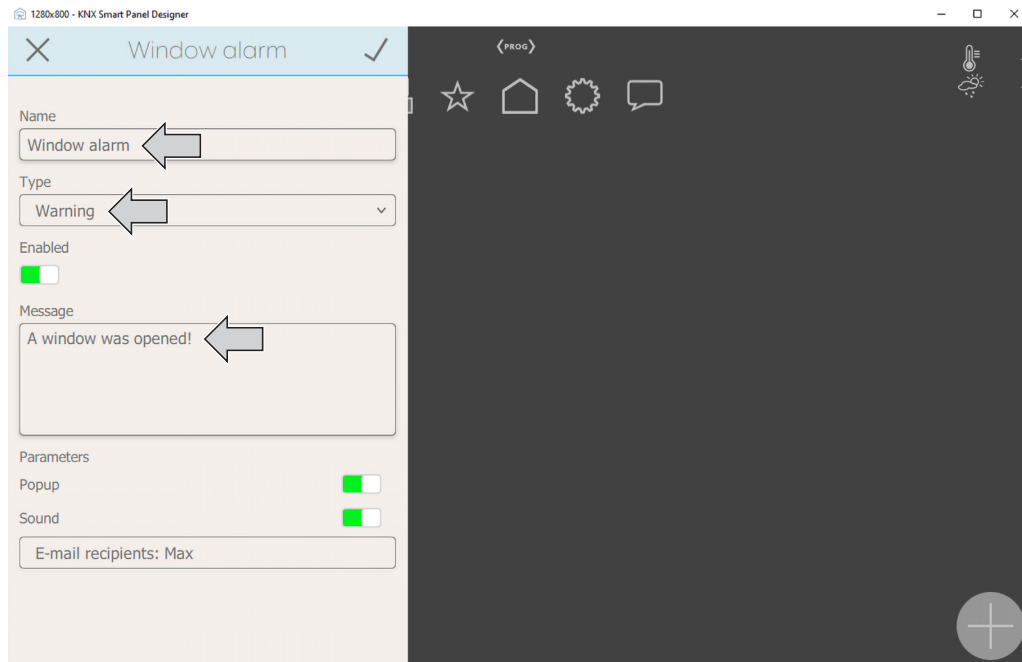 1280x800 - KNX Smart Panel Designer
Window alarm
PROG
Name
Window alarm
Type
Warning
Enabled
Message
A window was opened!
Parameters
Popup
Sound
E-mail recipients: Max